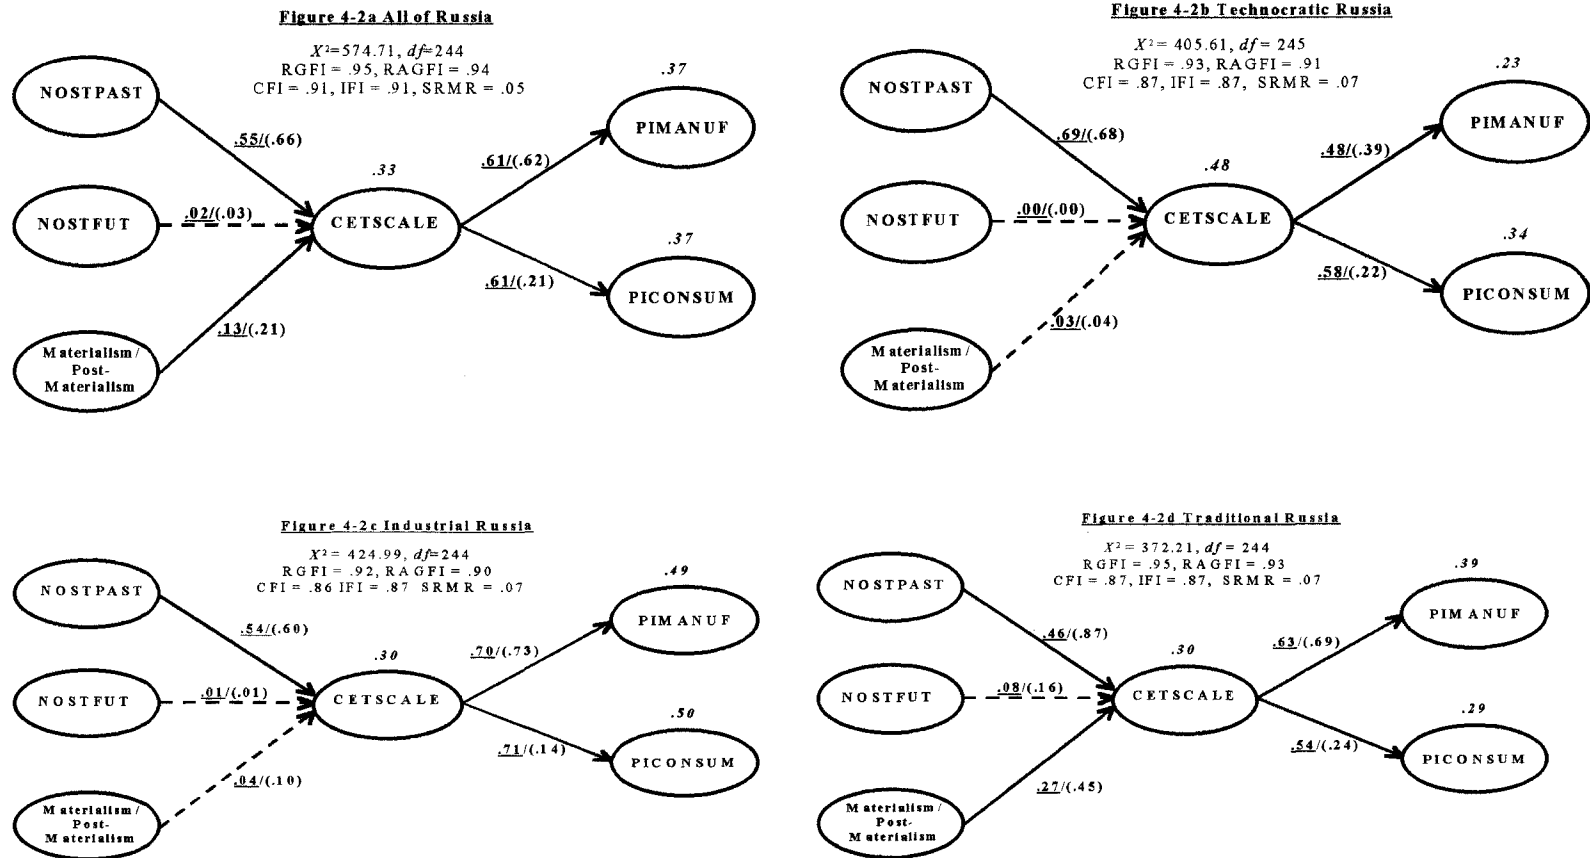 Figure 4-2a All of Russia
X²=574.71, df=244
RGFI = .95, RAGFI = .94
CFI = .91, IFI = .91, SRMR = .05
NOSTPAST
.55/(.66)
NOSTFUT
.02/(.03)
Materialism/
Post-
Materialism
.13/(.21)
.33
CETSCALE
.61/(.62)
.37
PIMANUF
.61/(.21)
.37
PICONSUM
Figure 4-2b Technocratic Russia
X² = 405.61, df = 245
RGFI = .93, RAGFI = .91
CFI = .87, IFI = .87, SRMR = .07
NOSTPAST
.69/(.68)
NOSTFUT
.00/(.00)
Materialism/
Post-
Materialism
.03/(.04)
.48
CETSCALE
.48/(.39)
.23
PIMANUF
.58/(.22)
.34
PICONSUM
Figure 4-2c Industrial Russia
X² = 424.99, df=244
RGFI = .92, RAGFI = .90
CFI = .86 IFI = .87 SRMR = .07
NOSTPAST
.54/(.60)
NOSTFUT
.01/(.01)
Materialism/
Post-
Materialism
.04/(.10)
.30
CETSCALE
.70/(.73)
.49
PIMANUF
.71/(.14)
.50
PICONSUM
Figure 4-2d Traditional Russia
X² = 372.21, df = 244
RGFI = .95, RAGFI = .93
CFI = .87, IFI = .87, SRMR = .07
NOSTPAST
.46/(.87)
NOSTFUT
.08/(.16)
Materialism/
Post-
Materialism
.27/(.45)
.30
CETSCALE
.63/(.69)
.39
PIMANUF
.54/(.24)
.29
PICONSUM